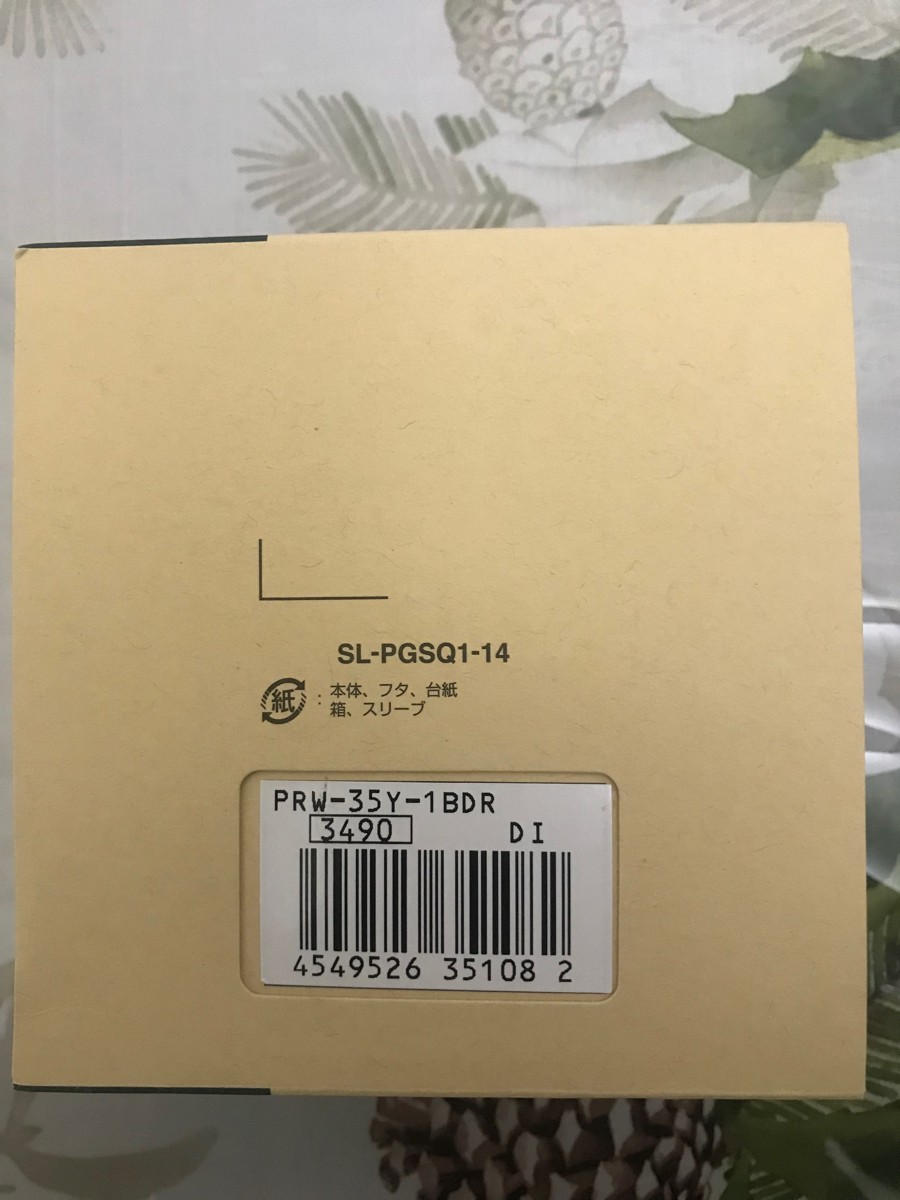 SL-PGSQ1-14
紙 : 本体、フタ、台紙
箱、スリーブ
PRW-35Y-1BDR
3490 DI
4549526 35108 2